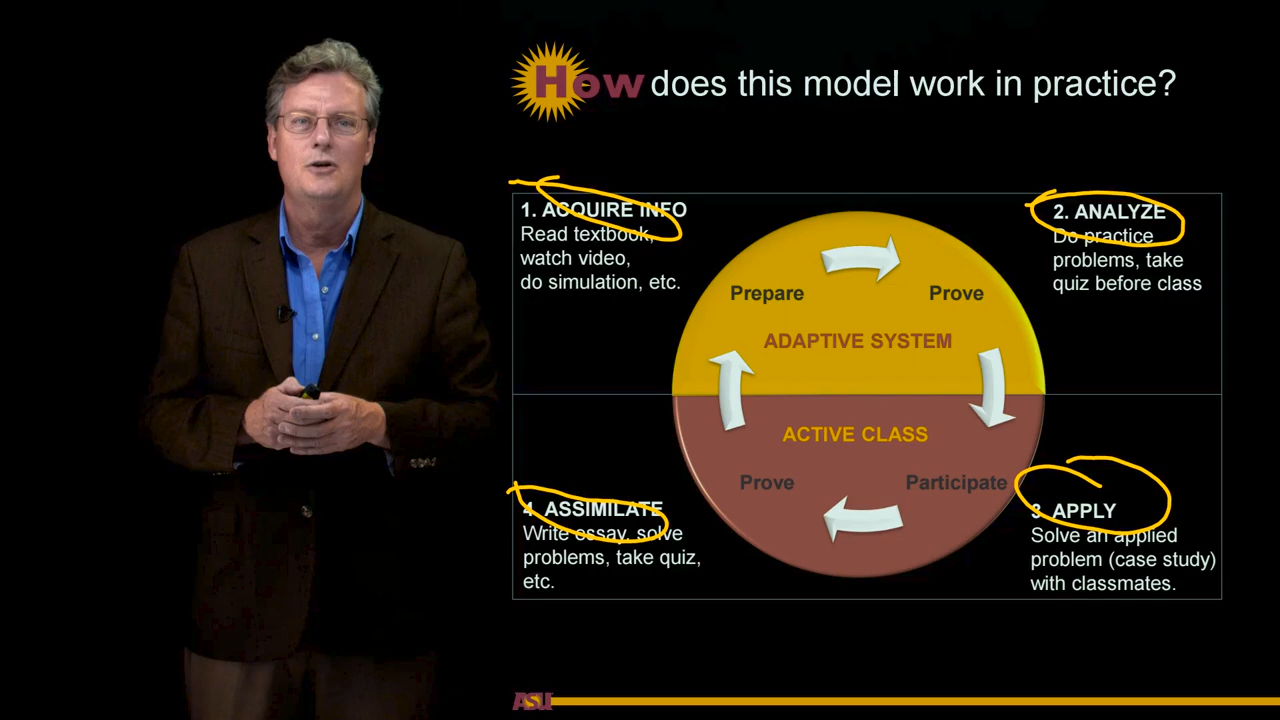 How does this model work in practice?
1. ACQUIRE INFO
Read textbook,
watch video,
do simulation, etc.
2. ANALYZE
Do practice
problems, take
quiz before class
Prepare
Prove
ADAPTIVE SYSTEM
ACTIVE CLASS
Prove
Participate
4. ASSIMILATE
Write essay, solve
problems, take quiz,
etc.
3. APPLY
Solve an applied
problem (case study)
with classmates.
ASU